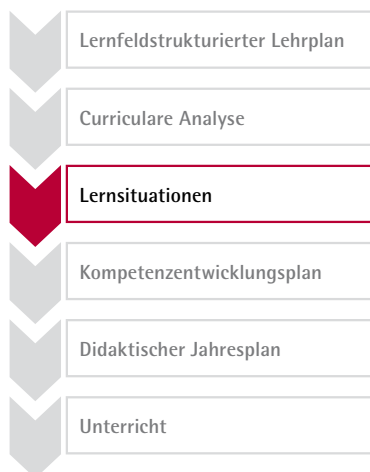 Lernfeldstrukturierter Lehrplan
Curriculare Analyse
Lernsituationen
Kompetenzentwicklungsplan
Didaktischer Jahresplan
Unterricht